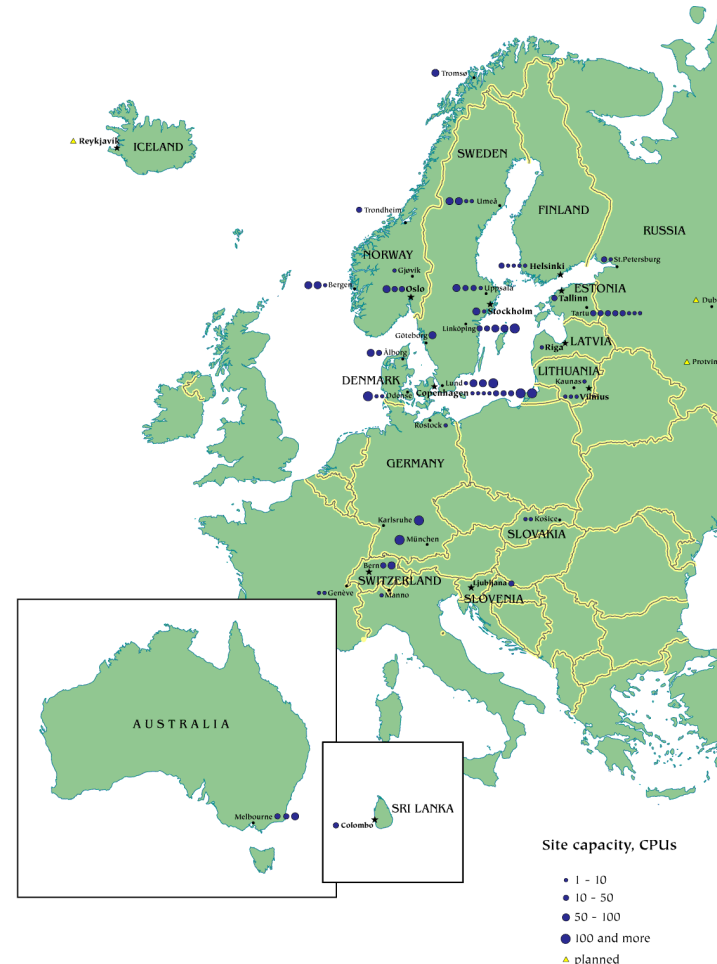 Tromsø
Reykjavik
ICELAND
SWEDEN
Umeå
Trondheim
FINLAND
RUSSIA
NORWAY
Gjøvik
Helsinki
St.Petersburg
Bergen
Oslo
Uppsala
ESTONIA
Tallinn
Dub
Stockholm
Tartu
Linköping
Göteborg
Riga
LATVIA
Ålborg
Protvin
LITHUANIA
DENMARK
Lund
Kaunas
Odense
Copenhagen
Vilnius
Rostock
GERMANY
Karlsruhe
Košice
SLOVAKIA
München
Bern
SWITZERLAND
Ljubljana
Genève
Manno
SLOVENIA
AUSTRALIA
SRI LANKA
Melbourne
Colombo
Site capacity, CPUs
1 - 10
10 - 50
50 - 100
100 and more
planned